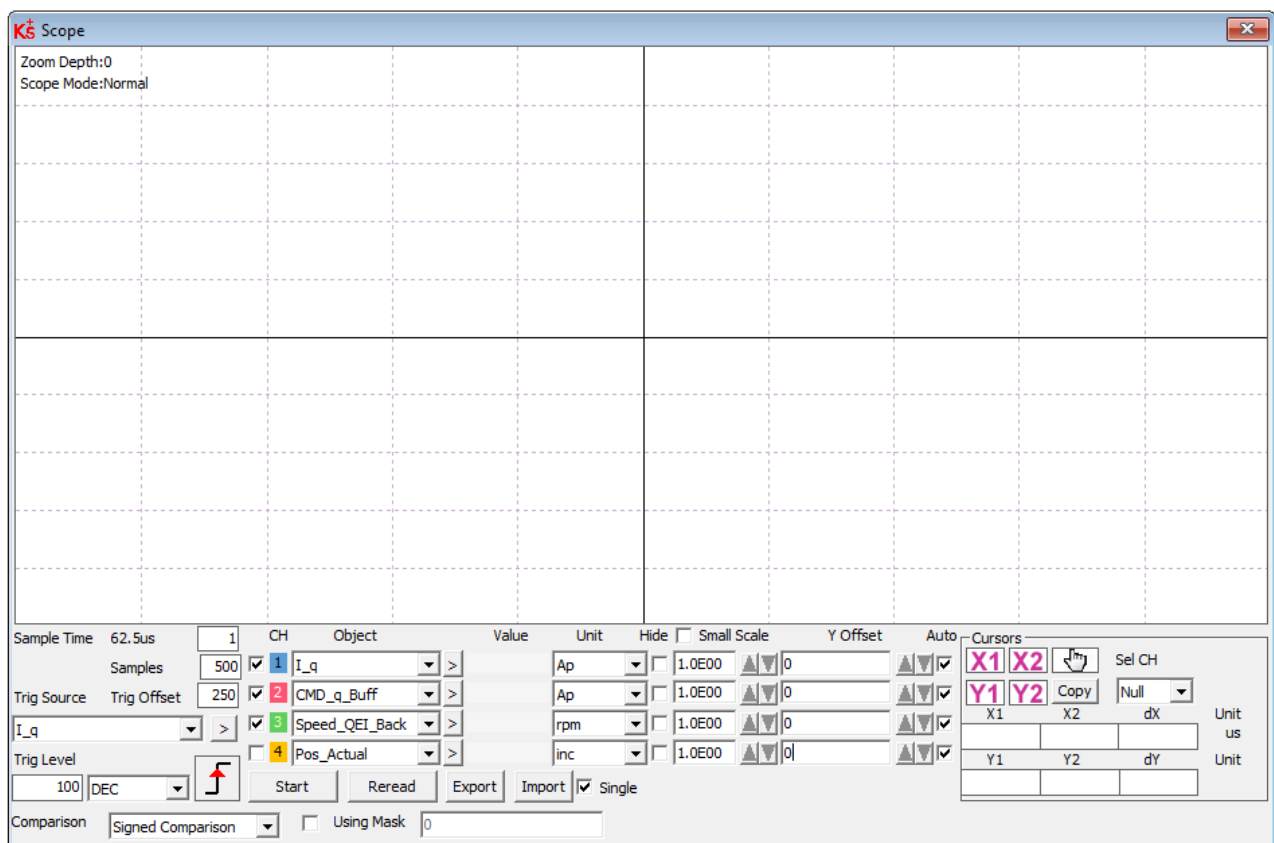 K+S Scope
Zoom Depth:0
Scope Mode:Normal
Sample Time 62.5us 1 CH Object Value Unit Hide Small Scale Y Offset Auto Cursors
Samples 500 1 I_q > Ap 1.0E00 0 X1 X2 Sel CH
Trig Source Trig Offset 250 2 CMD_q_Buff > Ap 1.0E00 0 Y1 Y2 Copy Null
I_q > 3 Speed_QEI_Back > rpm 1.0E00 0 X1 X2 dX Unit
us
Trig Level 4 Pos_Actual > inc 1.0E00 0 Y1 Y2 dY Unit
100 DEC Start Reread Export Import Single
Comparison Signed Comparison Using Mask 0